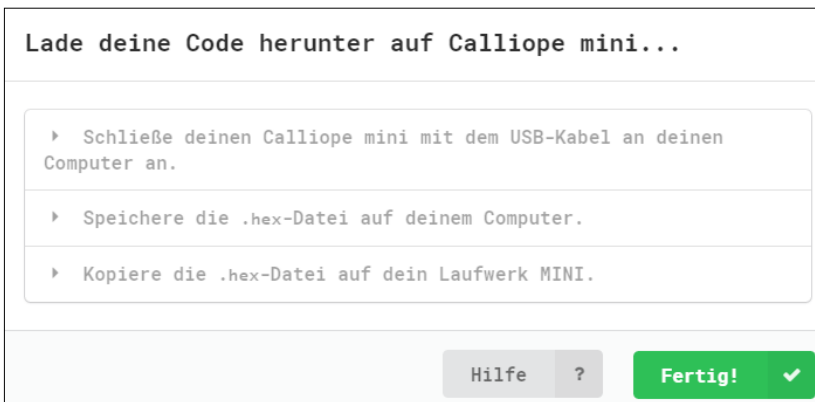 Lade deine Code herunter auf Calliope mini...
Schließe deinen Calliope mini mit dem USB-Kabel an deinen
Computer an.
Speichere die .hex-Datei auf deinem Computer.
Kopiere die .hex-Datei auf dein Laufwerk MINI.
Hilfe ?
Fertig!